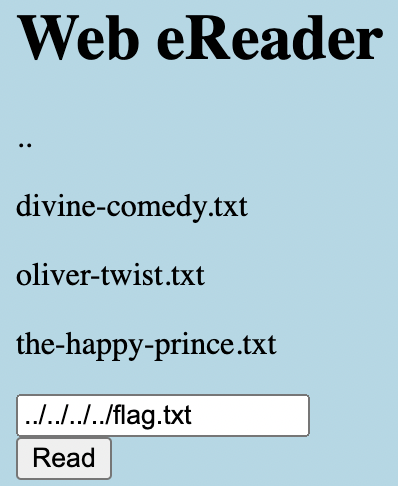 Web eReader
..
divine-comedy.txt
oliver-twist.txt
the-happy-prince.txt
../../../../flag.txt
Read